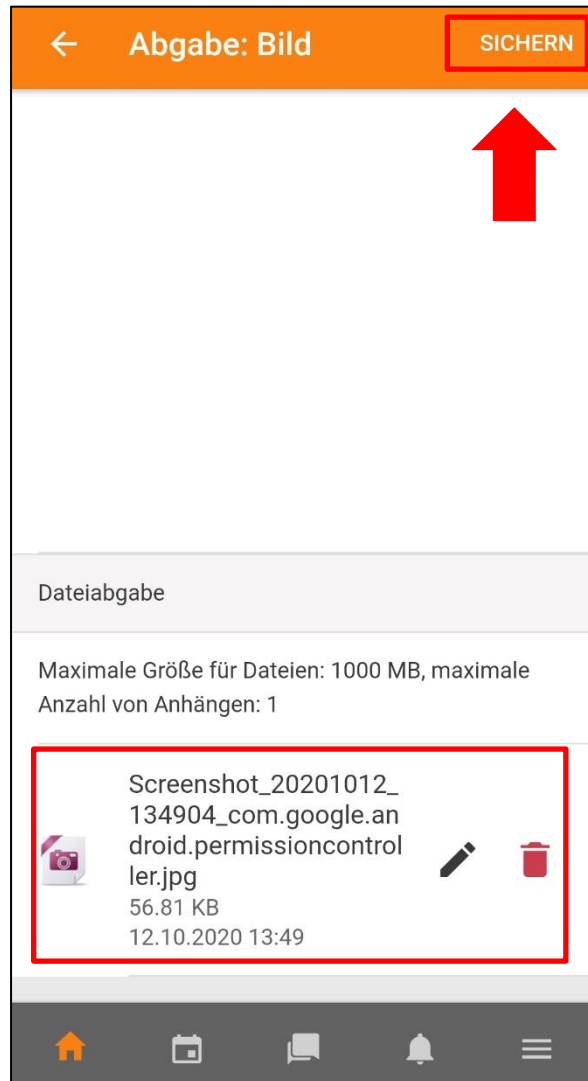 Abgabe: Bild
SICHERN
Dateiabgabe
Maximale Größe für Dateien: 1000 MB, maximale
Anzahl von Anhängen: 1
Screenshot_20201012_
134904_com.google.an
droid.permissioncontrol
ler.jpg
56.81 KB
12.10.2020 13:49